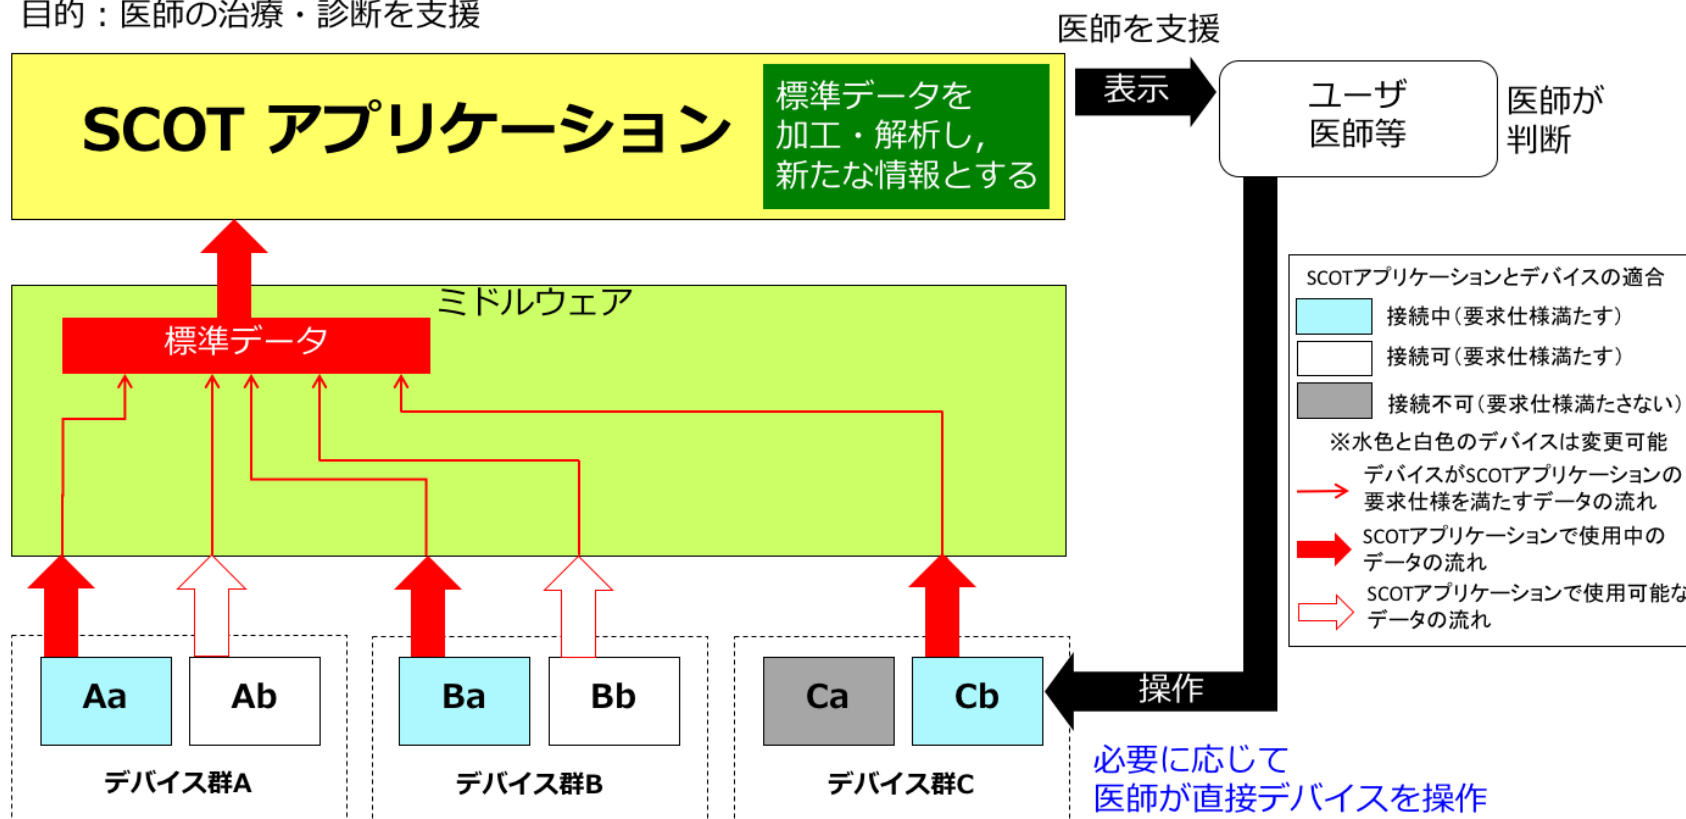 目的：医師の治療・診断を支援
医師を支援
SCOT アプリケーション
標準データを
加工・解析し,
新たな情報とする
表示
ユーザ
医師等
医師が
判断
ミドルウェア
標準データ
SCOTアプリケーションとデバイスの適合
接続中（要求仕様満たす）
接続可（要求仕様満たす）
接続不可（要求仕様満たさない）
※水色と白色のデバイスは変更可能
デバイスがSCOTアプリケーションの
要求仕様を満たすデータの流れ
SCOTアプリケーションで使用中の
データの流れ
SCOTアプリケーションで使用可能な
データの流れ
Aa
Ab
Ba
Bb
Ca
Cb
操作
デバイス群A
デバイス群B
デバイス群C
必要に応じて
医師が直接デバイスを操作